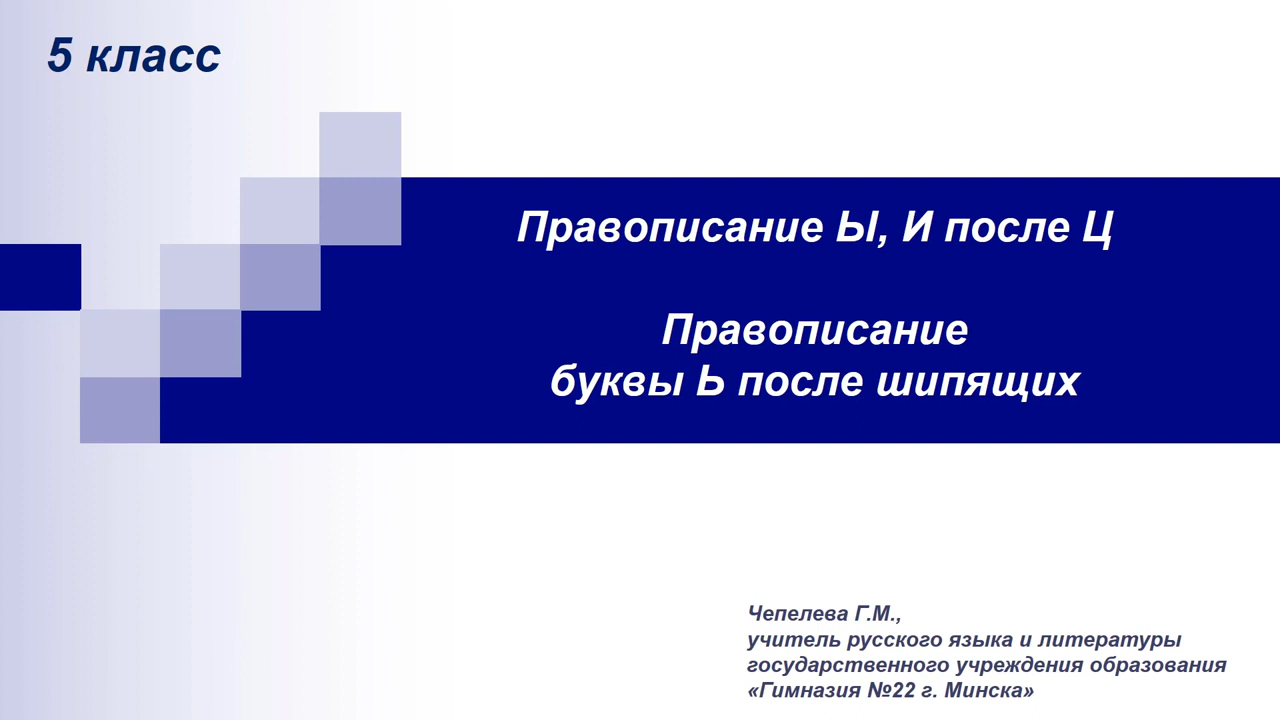 5 класс
Правописание Ы, И после Ц
Правописание
буквы Ь после шипящих
Чепелева Г.М.,
учитель русского языка и литературы
государственного учреждения образования
«Гимназия №22 г. Минска»